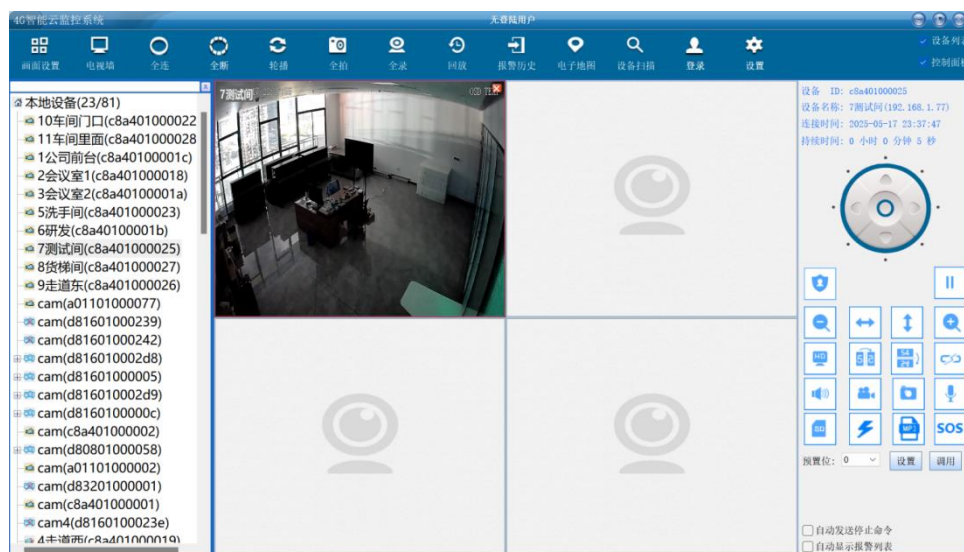 4G智能云监控系统
无登陆用户
画面设置 电视墙 全连 全断 轮播 全拍 全录 回放 报警历史 电子地图 设备扫描 登录 设置
设备列表
控制面板
本地设备(23/81)
10车间门口(c8a401000022
11车间里面(c8a401000028
1公司前台(c8a40100001c)
2会议室1(c8a401000018)
3会议室2(c8a40100001a)
5洗手间(c8a401000023)
6研发(c8a40100001b)
7测试间(c8a401000025)
8货梯间(c8a401000027)
9走道东(c8a401000026)
cam(a01101000077)
cam(d81601000239)
cam(d81601000242)
cam(d816010002d8)
cam(d81601000005)
cam(d816010002d9)
cam(d8160100000c)
cam(c8a401000002)
cam(d80801000058)
cam(a01101000002)
cam(d83201000001)
cam(c8a401000001)
cam4(d8160100023e)
4走道西(c8a401000019)
7测试间
设备 ID: c8a401000025
设备名称: 7测试间(192.168.1.77)
连接时间: 2025-05-17 23:37:47
持续时间: 0 小时 0 分钟 5 秒
HD
SD
MP3
SOS
预置位: 0 设置 调用
自动发送停止命令
自动显示报警列表